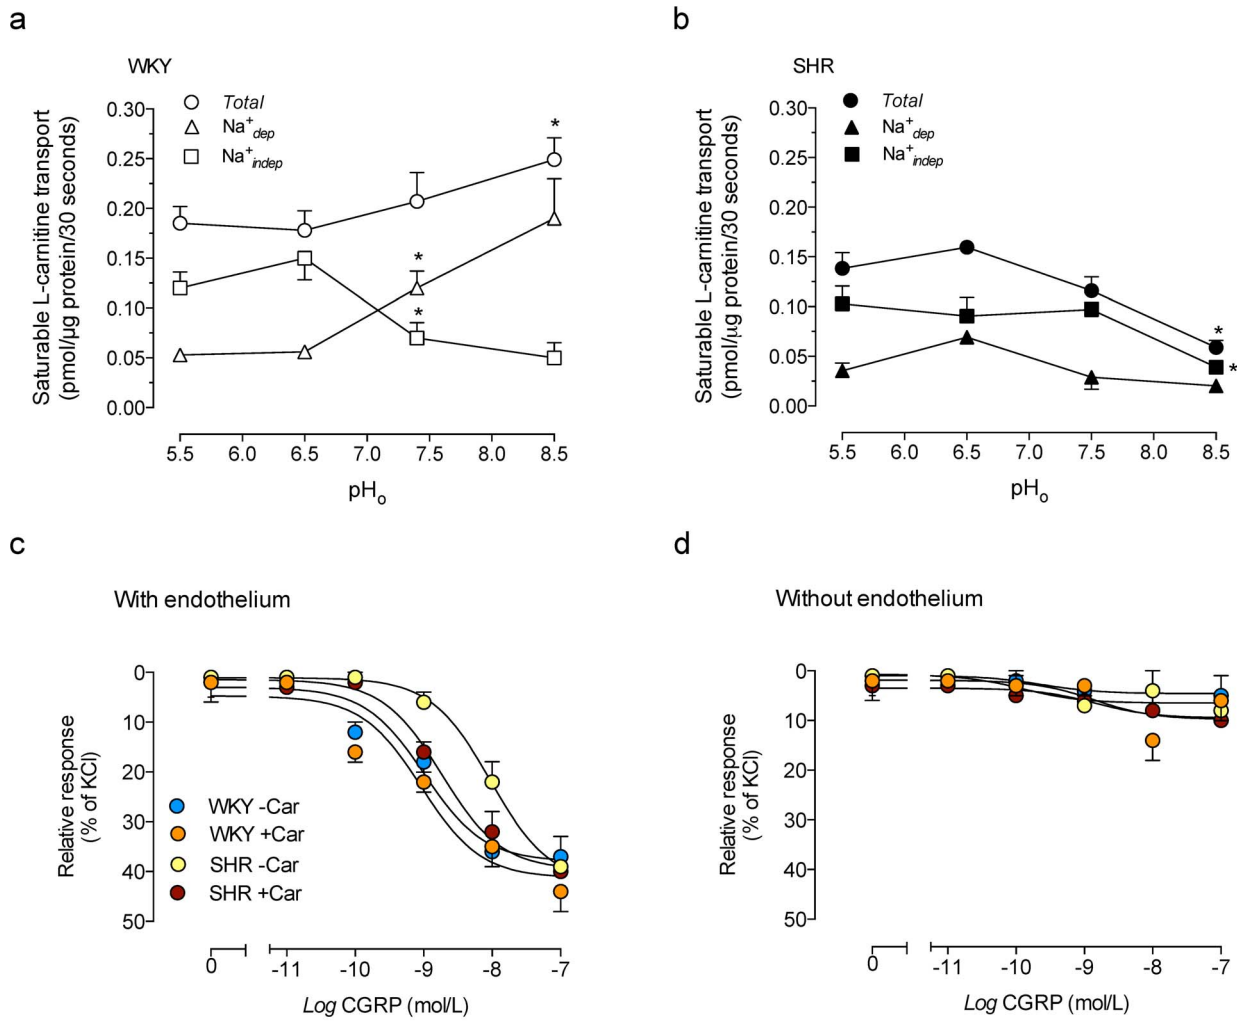 a
WKY
Total
Na+dep
Na+indep
Saturable L-carnitine transport
(pmol/µg protein/30 seconds)
0.30
0.25
0.20
0.15
0.10
0.05
0.00
*
*
*
5.5 6.0 6.5 7.0 7.5 8.0 8.5
pHo
b
SHR
Total
Na+dep
Na+indep
Saturable L-carnitine transport
(pmol/µg protein/30 seconds)
0.30
0.25
0.20
0.15
0.10
0.05
0.00
*
*
5.5 6.0 6.5 7.0 7.5 8.0 8.5
pHo
c
With endothelium
Relative response
(% of KCl)
0
10
20
30
40
50
WKY -Car
WKY +Car
SHR -Car
SHR +Car
0 -11 -10 -9 -8 -7
Log CGRP (mol/L)
d
Without endothelium
Relative response
(% of KCl)
0
10
20
30
40
50
0 -11 -10 -9 -8 -7
Log CGRP (mol/L)